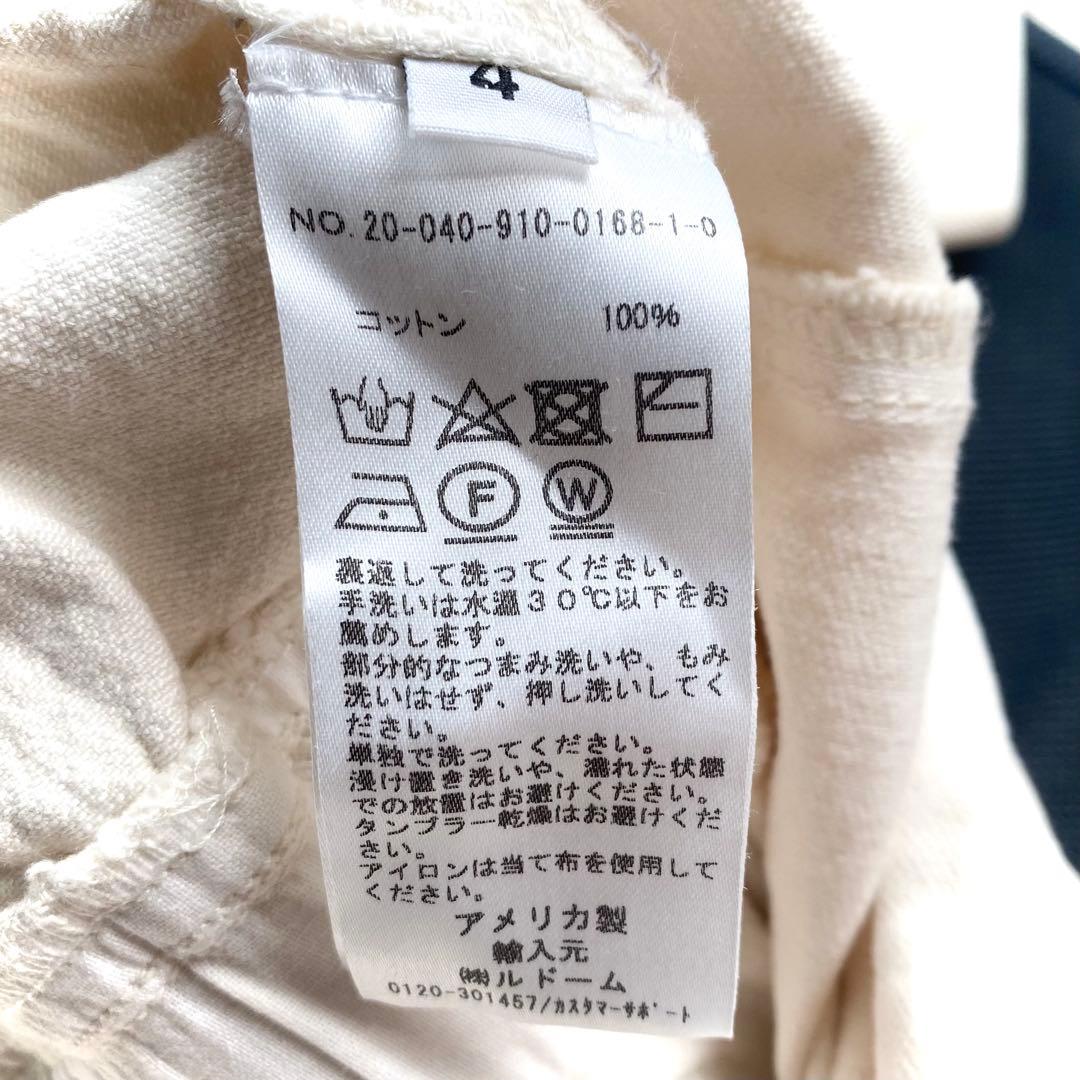 4
NO. 20-040-910-0168-1-0
コットン 100%
F W
裏返して洗ってください。
手洗いは水温30℃以下をお
薦めします。
部分的なつまみ洗いや、もみ
洗いはせず、押し洗いしてく
ださい。
単独で洗ってください。
浸け置き洗いや、濡れた状態
での放置はお避けください。
タンブラー乾燥はお避けくだ
さい。
アイロンは当て布を使用して
ください。
アメリカ製
輸入元
㈱ルドーム
0120-301457/カスタマーサポート